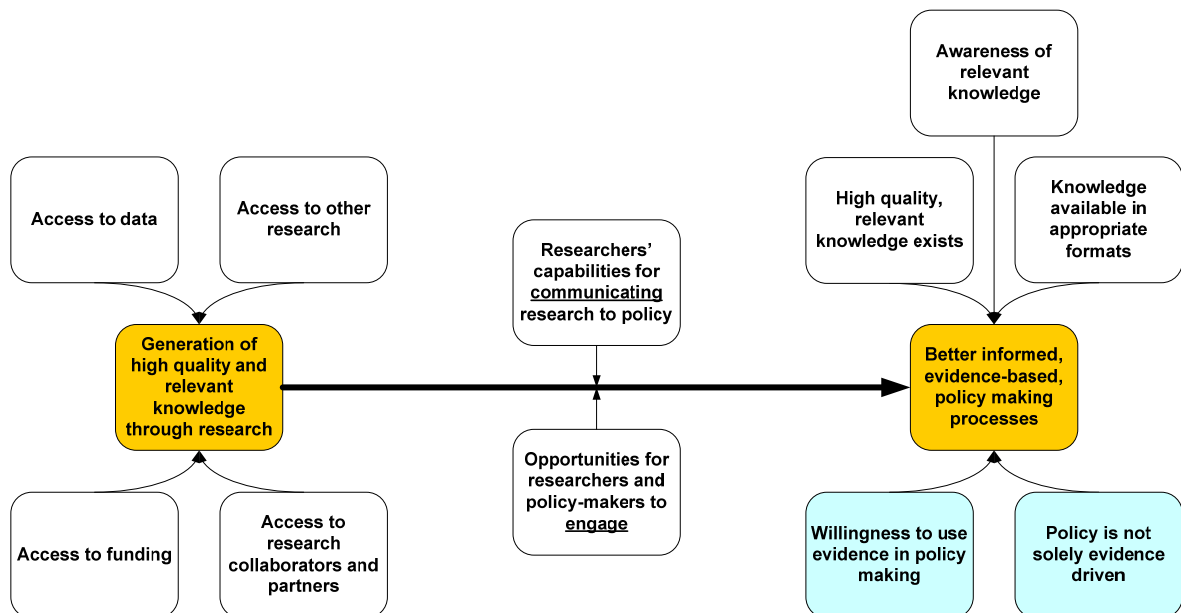 Awareness of
relevant
knowledge
Access to data
Access to other
research
High quality,
relevant
knowledge exists
Knowledge
available in
appropriate
formats
Researchers’
capabilities for
communicating
research to policy
Generation of
high quality and
relevant
knowledge
through research
Better informed,
evidence-based,
policy making
processes
Opportunities for
researchers and
policy-makers to
engage
Access to funding
Access to
research
collaborators and
partners
Willingness to use
evidence in policy
making
Policy is not
solely evidence
driven